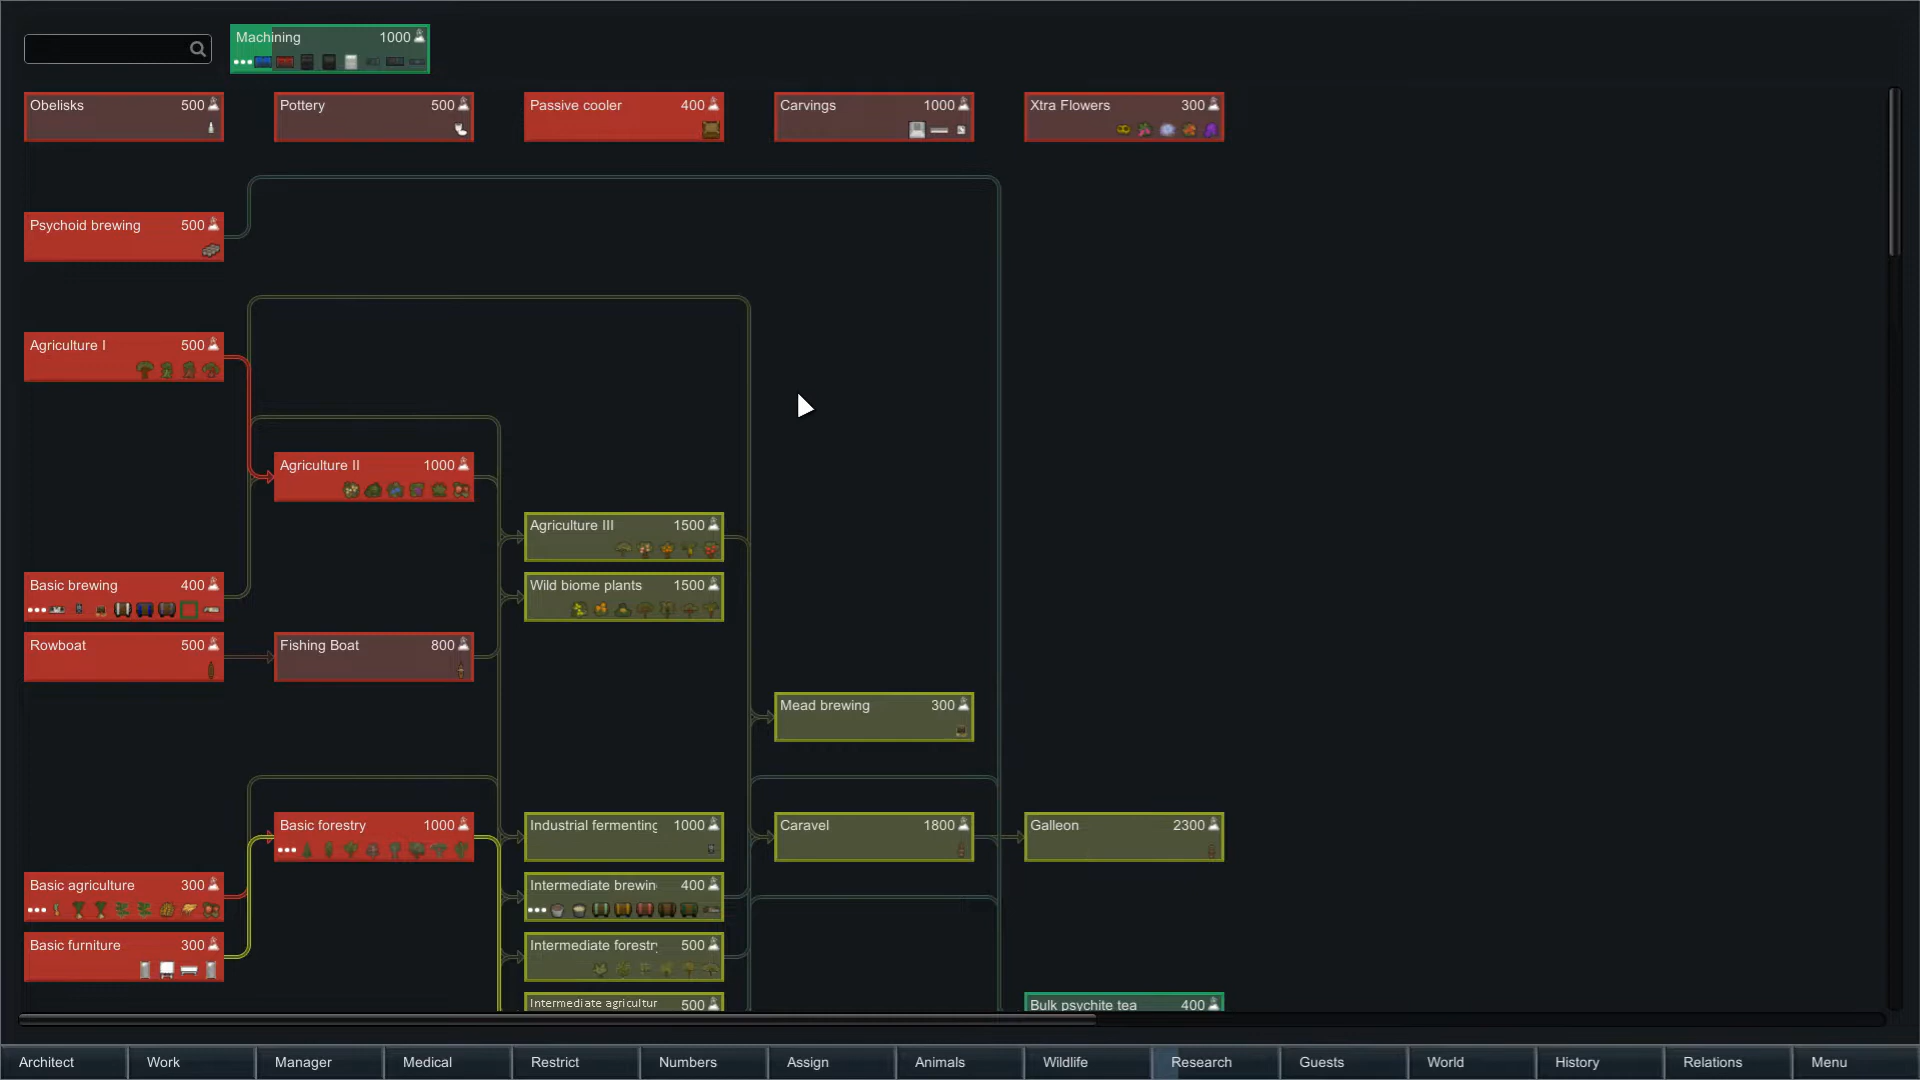 Machining 1000
Obelisks 500
Pottery 500
Passive cooler 400
Carvings 1000
Xtra Flowers 300
Psychoid brewing 500
Agriculture I 500
Agriculture II 1000
Agriculture III 1500
Basic brewing 400
Wild biome plants 1500
Rowboat 500
Fishing Boat 800
Mead brewing 300
Basic forestry 1000
Industrial fermenting 1000
Caravel 1800
Galleon 2300
Basic agriculture 300
Intermediate brewin 400
Basic furniture 300
Intermediate forestr 500
Intermediate agricultur 500
Bulk psychite tea 400
Architect Work Manager Medical Restrict Numbers Assign Animals Wildlife Research Guests World History Relations Menu